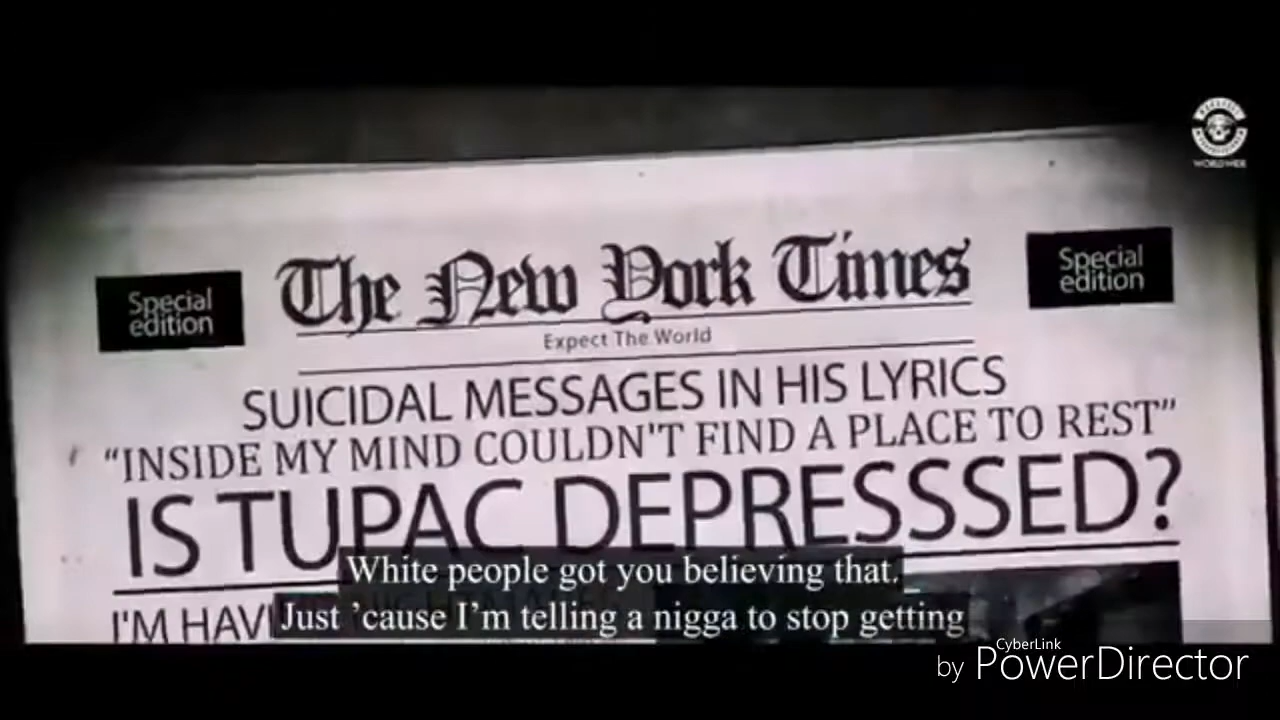 WORLDWIDE
The New York Times
Special edition
Special edition
Expect The World
SUICIDAL MESSAGES IN HIS LYRICS
“INSIDE MY MIND COULDN'T FIND A PLACE TO REST”
IS TUPAC DEPRESSSED?
I'M HAVI
White people got you believing that.
Just ’cause I’m telling a nigga to stop getting
CyberLink
by PowerDirector